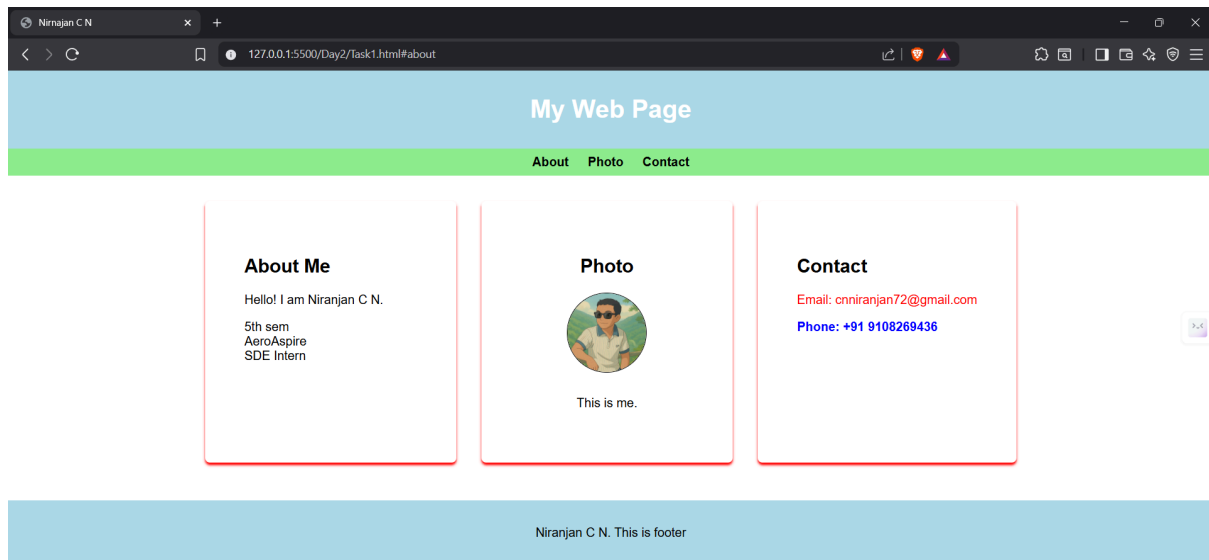 Nirnajan C N
127.0.0.1:5500/Day2/Task1.html#about
My Web Page
About Photo Contact
About Me
Hello! I am Niranjan C N.
5th sem
AeroAspire
SDE Intern
Photo
This is me.
Contact
Email: cnniranjan72@gmail.com
Phone: +91 9108269436
Niranjan C N. This is footer